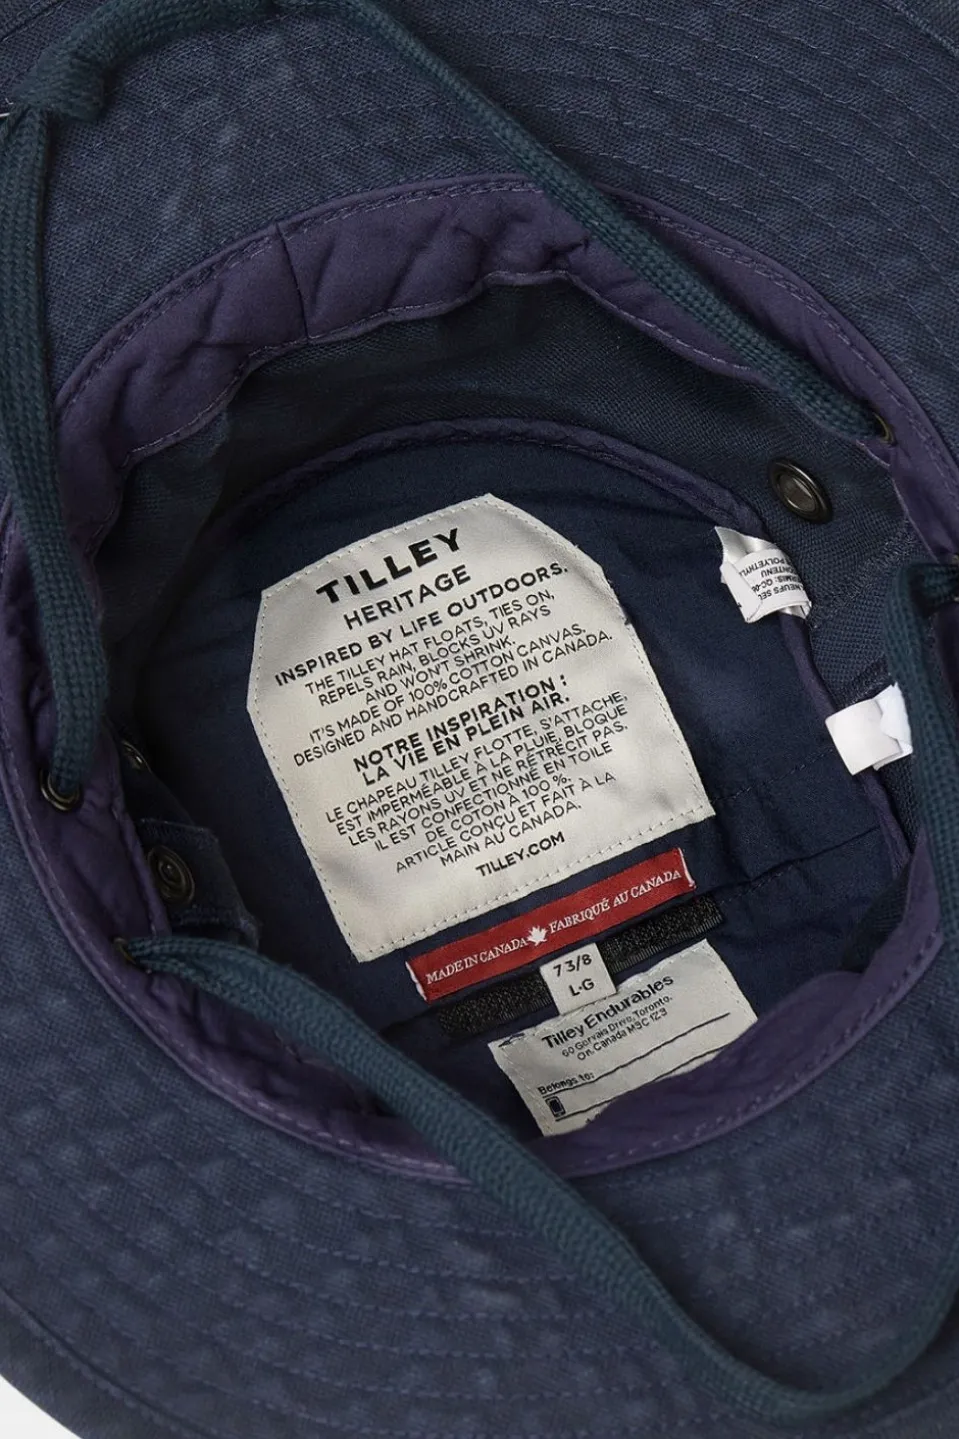 TILLEY
HERITAGE
INSPIRED BY LIFE OUTDOORS.
THE TILLEY HAT FLOATS, TIES ON,
REPELS RAIN, BLOCKS UV RAYS
AND WON'T SHRINK.
IT'S MADE OF 100% COTTON CANVAS.
DESIGNED AND HANDCRAFTED IN CANADA.
NOTRE INSPIRATION :
LA VIE EN PLEIN AIR.
LE CHAPEAU TILLEY FLOTTE, S'ATTACHE,
EST IMPERMÉABLE À LA PLUIE, BLOQUE
LES RAYONS UV ET NE RÉTRÉCIT PAS.
IL EST CONFECTIONNÉ EN TOILE
DE COTON À 100 %.
ARTICLE CONÇU ET FAIT À LA
MAIN AU CANADA.
TILLEY.COM
MADE IN CANADA FABRIQUÉ AU CANADA
7 3/8
L·G
Tilley Endurables
60 Gervais Drive, Toronto,
On, Canada M3C 1Z3
Belongs to:
NEUFS SEU
CONTENU
POLYETHYL